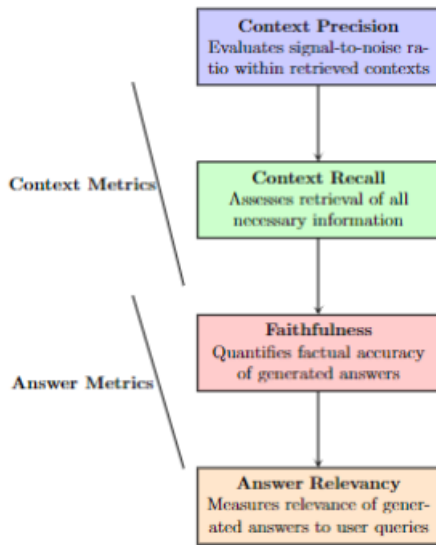 Context Precision
Evaluates signal-to-noise ra-
tio within retrieved contexts
Context Metrics
Context Recall
Assesses retrieval of all
necessary information
Faithfulness
Quantifies factual accuracy
of generated answers
Answer Metrics
Answer Relevancy
Measures relevance of gener-
ated answers to user queries